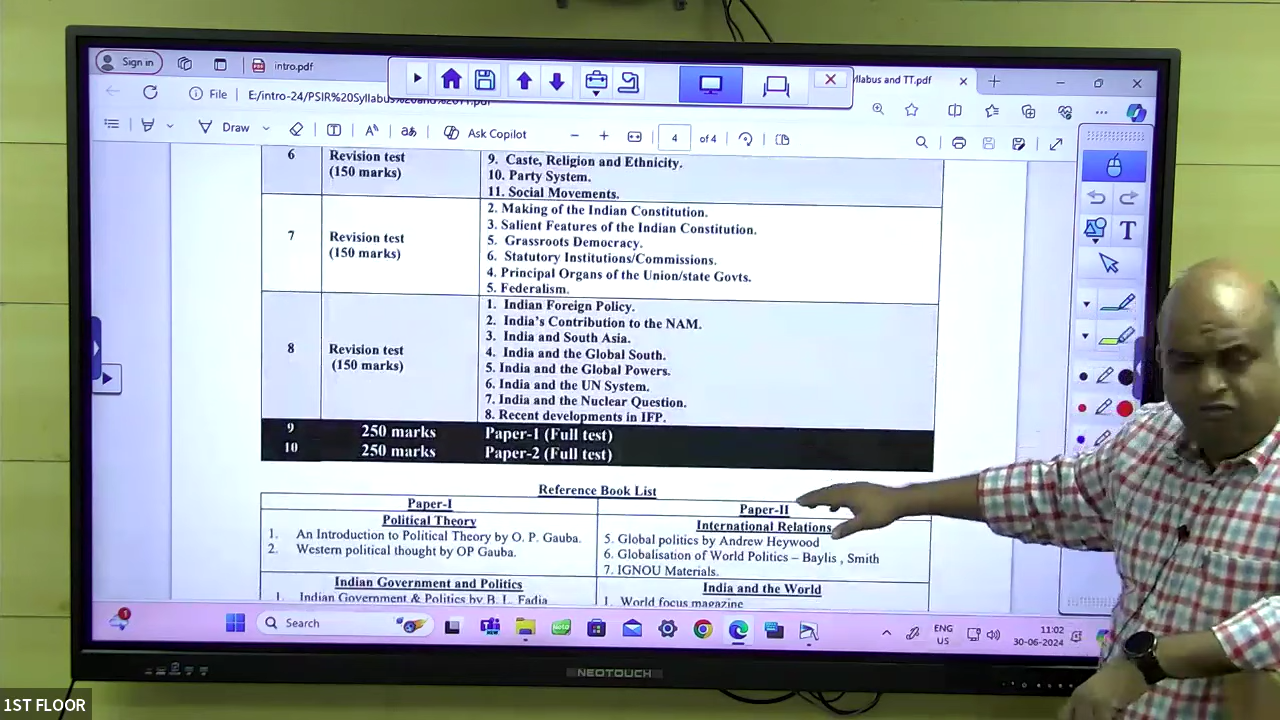 Sign in
intro.pdf
yllabus and TT.pdf
File
E:/intro-24/PSIR%20Syllabus%20and%20TT.pdf
Draw
Ask Copilot
4
of 4
T
6
Revision test
(150 marks)
9. Caste, Religion and Ethnicity.
10. Party System.
11. Social Movements.
7
Revision test
(150 marks)
2. Making of the Indian Constitution.
3. Salient Features of the Indian Constitution.
5. Grassroots Democracy.
6. Statutory Institutions/Commissions.
4. Principal Organs of the Union/state Govts.
5. Federalism.
8
Revision test
(150 marks)
1. Indian Foreign Policy.
2. India's Contribution to the NAM.
3. India and South Asia.
4. India and the Global South.
5. India and the Global Powers.
6. India and the UN System.
7. India and the Nuclear Question.
8. Recent developments in IFP.
9 250 marks Paper-1 (Full test)
10 250 marks Paper-2 (Full test)
Reference Book List
Paper-I
Political Theory
1. An Introduction to Political Theory by O. P. Gauba.
2. Western political thought by OP Gauba.
Indian Government and Politics
1. Indian Government & Politics by B. L. Fadia
Paper-II
International Relations
5. Global politics by Andrew Heywood
6. Globalisation of World Politics – Baylis , Smith
7. IGNOU Materials.
India and the World
1. World focus magazine
Search
ENG
US
11:02
30-06-2024
NEOTOUCH
1ST FLOOR